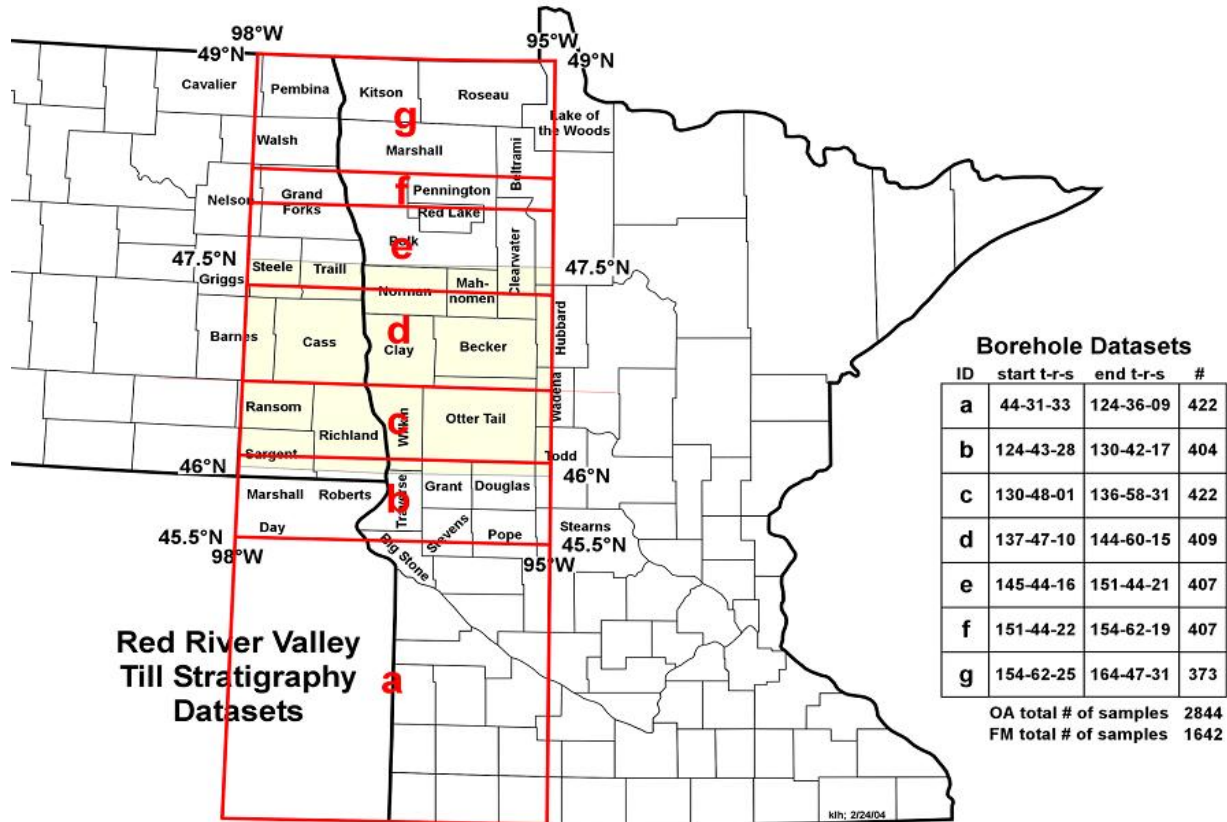 98°W
95°W
49°N
49°N
Cavalier
Pembina
Kitson
Roseau
g
Lake of
the Woods
Walsh
Marshall
Beltrami
f
Pennington
Nelson
Grand
Forks
Red Lake
Polk
e
Clearwater
47.5°N
47.5°N
Steele
Traill
Griggs
Norman
Mah-
nomen
Hubbard
Barnes
Cass
d
Clay
Becker
Wadena
Ransom
Richland
c
Wilkin
Otter Tail
Sargent
Todd
46°N
46°N
Marshall
Roberts
b
Traverse
Grant
Douglas
Day
Stevens
Pope
Stearns
45.5°N
45.5°N
98°W
Big Stone
95°W
Red River Valley
Till Stratigraphy
Datasets
a
klh; 2/24/04
Borehole Datasets
ID start t-r-s end t-r-s #
a 44-31-33 124-36-09 422
b 124-43-28 130-42-17 404
c 130-48-01 136-58-31 422
d 137-47-10 144-60-15 409
e 145-44-16 151-44-21 407
f 151-44-22 154-62-19 407
g 154-62-25 164-47-31 373
OA total # of samples 2844
FM total # of samples 1642